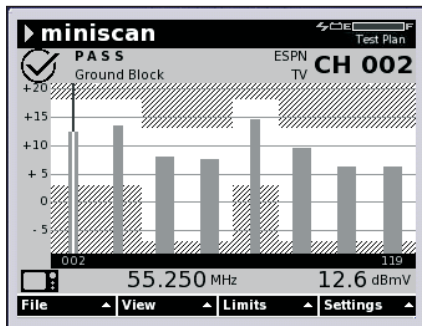 miniscan
E F
Test Plan
PASS
Ground Block
ESPN
TV
CH 002
+20
+15
+10
+ 5
0
- 5
002
119
55.250 MHz
12.6 dBmV
File
View
Limits
Settings